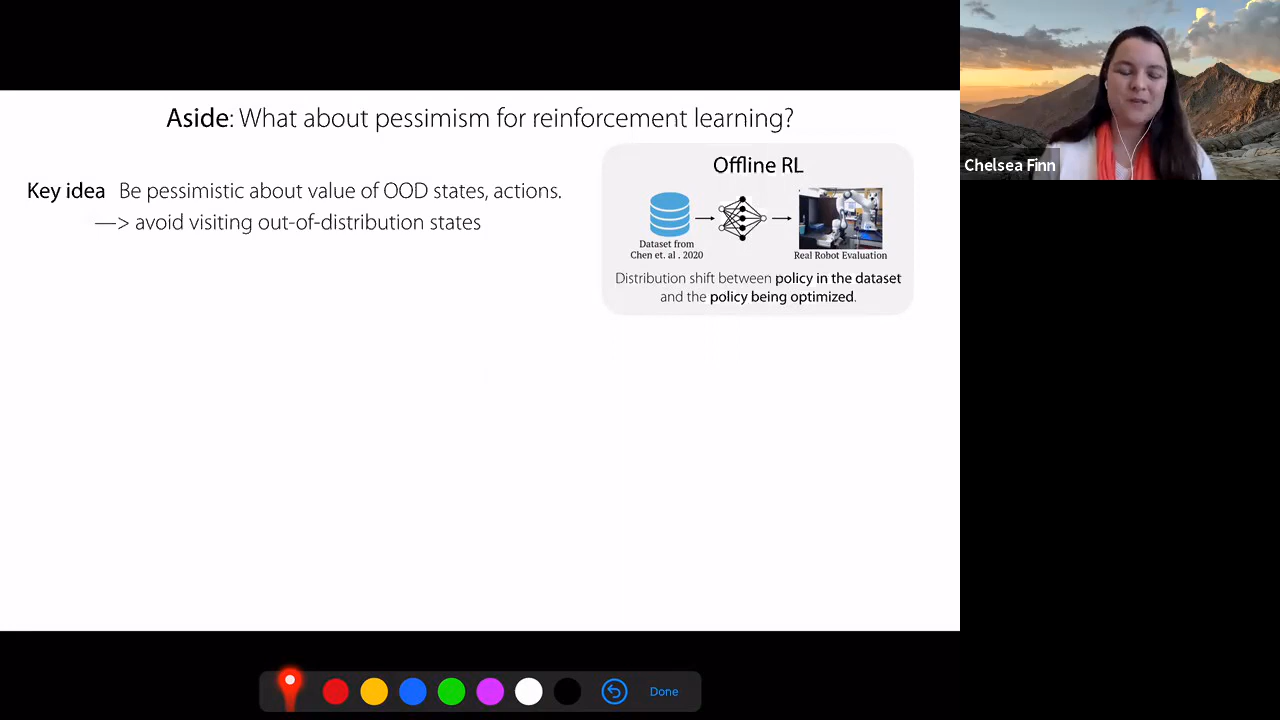 Aside: What about pessimism for reinforcement learning?
Key idea Be pessimistic about value of OOD states, actions.
—> avoid visiting out-of-distribution states
Offline RL
Dataset from
Chen et. al . 2020
Real Robot Evaluation
Distribution shift between policy in the dataset
and the policy being optimized.
Chelsea Finn
Done